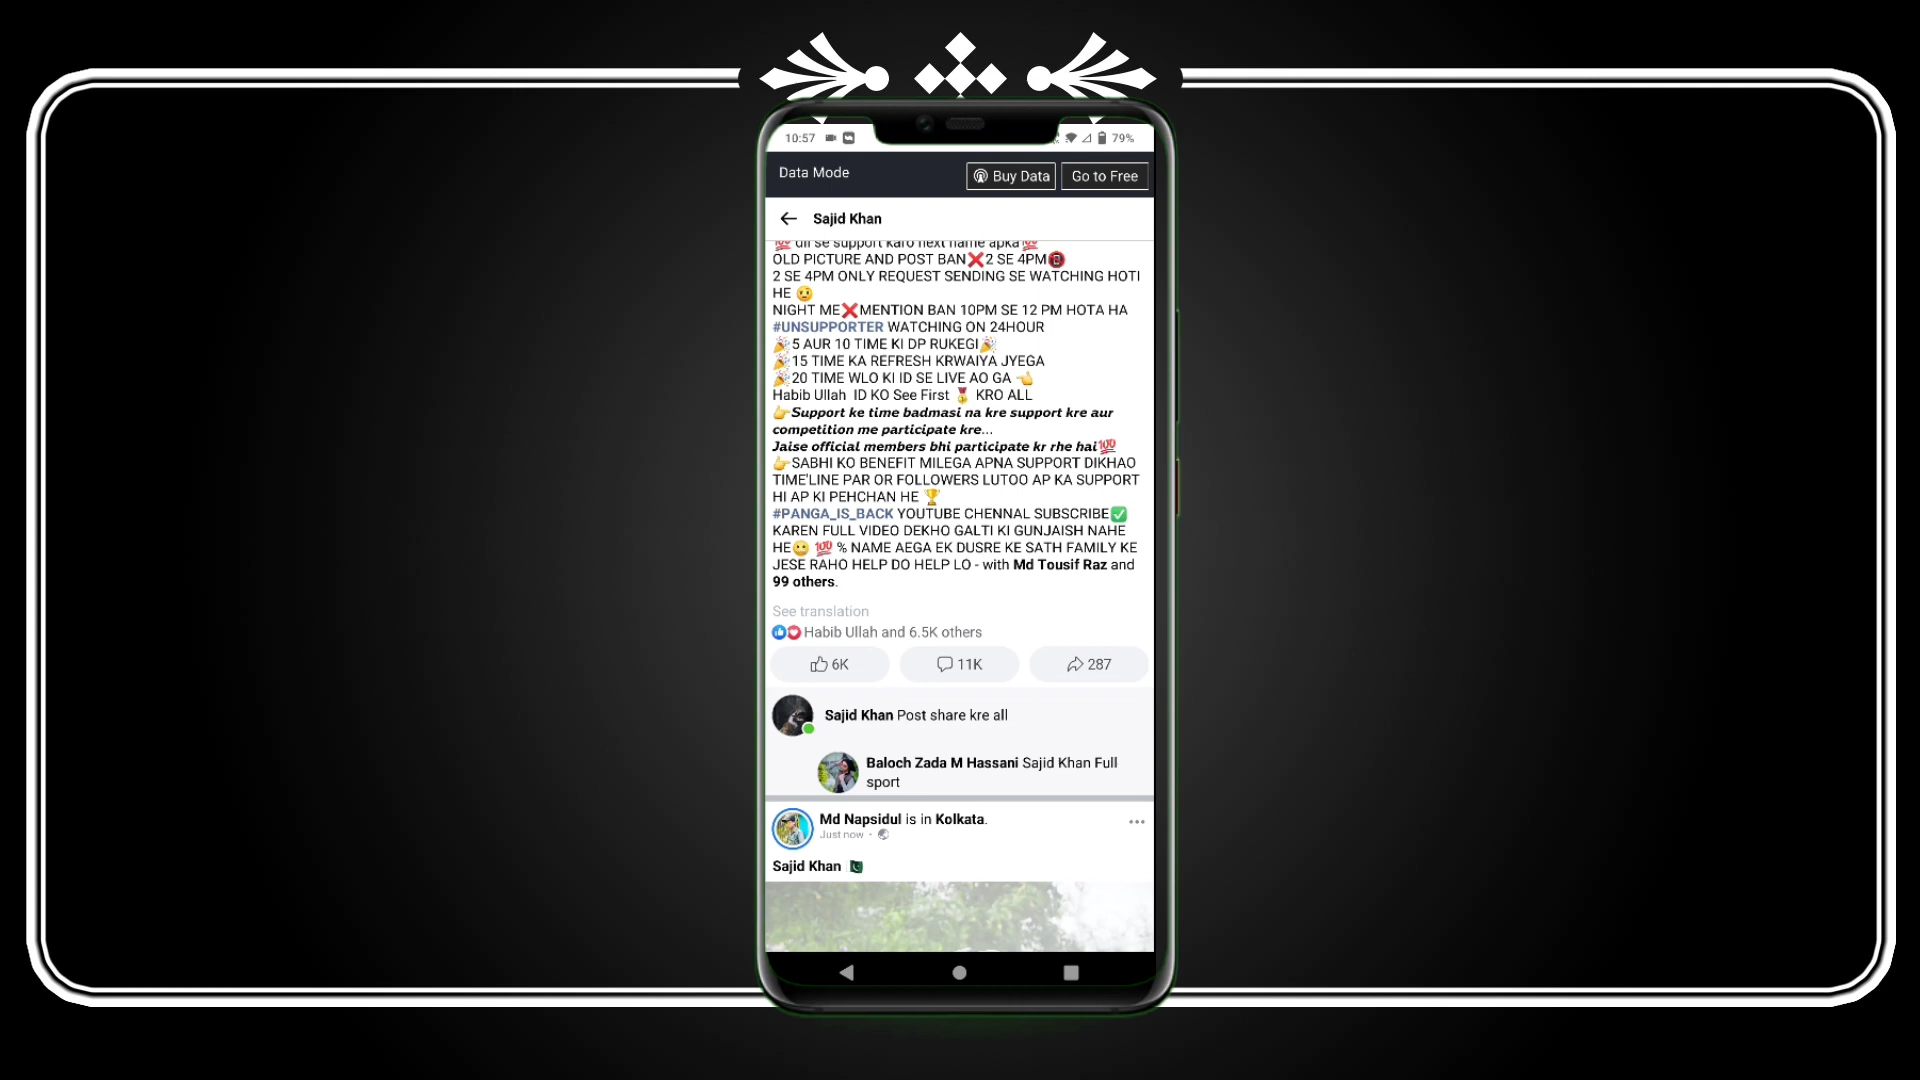 10:57
79%
Data Mode
Buy Data
Go to Free
Sajid Khan
💯 dil se support karo next name apka💯
OLD PICTURE AND POST BAN❌2 SE 4PM📵
2 SE 4PM ONLY REQUEST SENDING SE WATCHING HOTI
HE 😢
NIGHT ME❌MENTION BAN 10PM SE 12 PM HOTA HA
#UNSUPPORTER WATCHING ON 24HOUR
🎉5 AUR 10 TIME KI DP RUKEGI🎉
🎉15 TIME KA REFRESH KRWAIYA JYEGA
🎉20 TIME WLO KI ID SE LIVE AO GA 👈
Habib Ullah ID KO See First 🏅 KRO ALL
👉Support ke time badmasi na kre support kre aur
competition me participate kre...
Jaise official members bhi participate kr rhe hai💯
👉SABHI KO BENEFIT MILEGA APNA SUPPORT DIKHAO
TIME'LINE PAR OR FOLLOWERS LUTOO AP KA SUPPORT
HI AP KI PEHCHAN HE 🏆
#PANGA_IS_BACK YOUTUBE CHENNAL SUBSCRIBE✅
KAREN FULL VIDEO DEKHO GALTI KI GUNJAISH NAHE
HE😬 💯 % NAME AEGA EK DUSRE KE SATH FAMILY KE
JESE RAHO HELP DO HELP LO - with Md Tousif Raz and
99 others.
See translation
Habib Ullah and 6.5K others
6K
11K
287
Sajid Khan Post share kre all
Baloch Zada M Hassani Sajid Khan Full
sport
Md Napsidul is in Kolkata.
Just now ·
Sajid Khan 🇵🇰